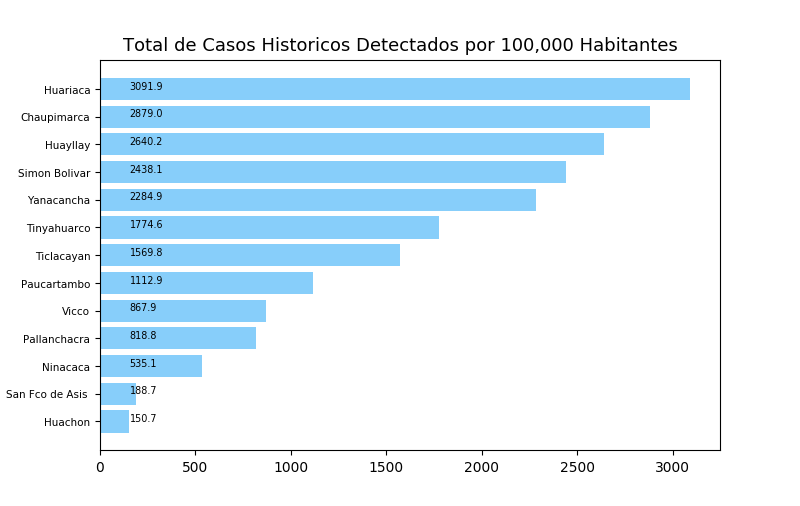 Total de Casos Historicos Detectados por 100,000 Habitantes
Huariaca 3091.9
Chaupimarca 2879.0
Huayllay 2640.2
Simon Bolivar 2438.1
Yanacancha 2284.9
Tinyahuarco 1774.6
Ticlacayan 1569.8
Paucartambo 1112.9
Vicco 867.9
Pallanchacra 818.8
Ninacaca 535.1
San Fco de Asis 188.7
Huachon 150.7
0 500 1000 1500 2000 2500 3000